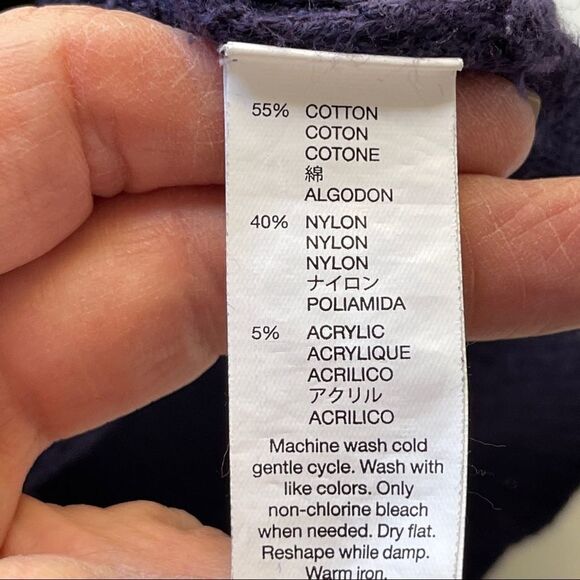 55% COTTON
COTON
COTONE
綿
ALGODON
40% NYLON
NYLON
NYLON
ナイロン
POLIAMIDA
5% ACRYLIC
ACRYLIQUE
ACRILICO
アクリル
ACRILICO
Machine wash cold
gentle cycle. Wash with
like colors. Only
non-chlorine bleach
when needed. Dry flat.
Reshape while damp.
Warm iron.